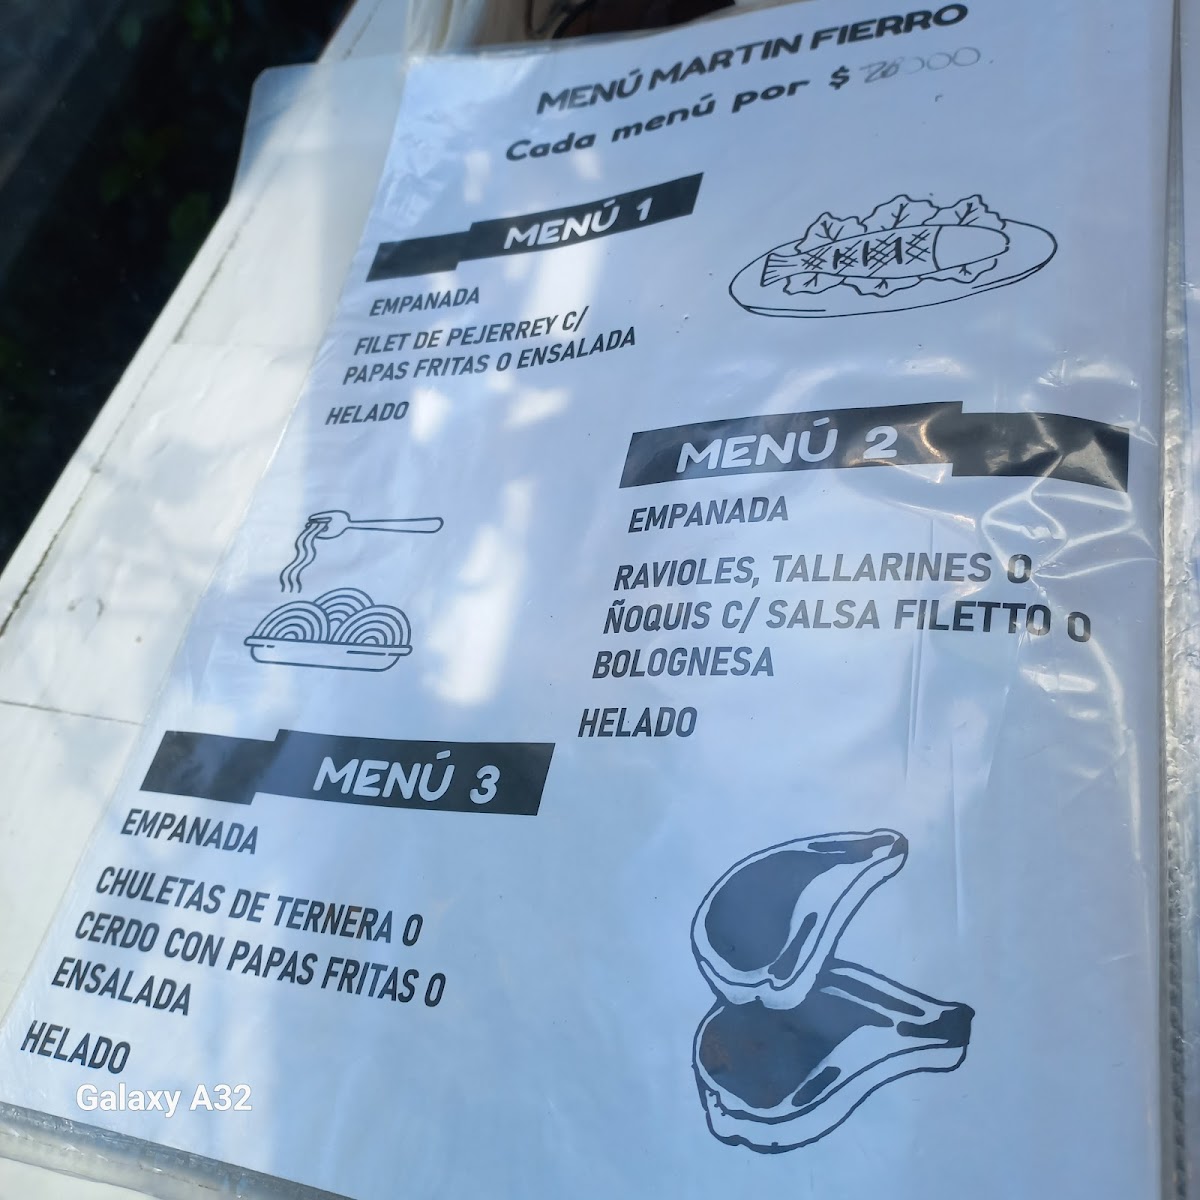 MENÚ MARTIN FIERRO
Cada menú por $
MENÚ 1
EMPANADA
FILET DE PEJERREY C/
PAPAS FRITAS O ENSALADA
HELADO
MENÚ 2
EMPANADA
RAVIOLES, TALLARINES O
ÑOQUIS C/ SALSA FILETTO O
BOLOGNESA
HELADO
MENÚ 3
EMPANADA
CHULETAS DE TERNERA O
CERDO CON PAPAS FRITAS O
ENSALADA
HELADO
Galaxy A32